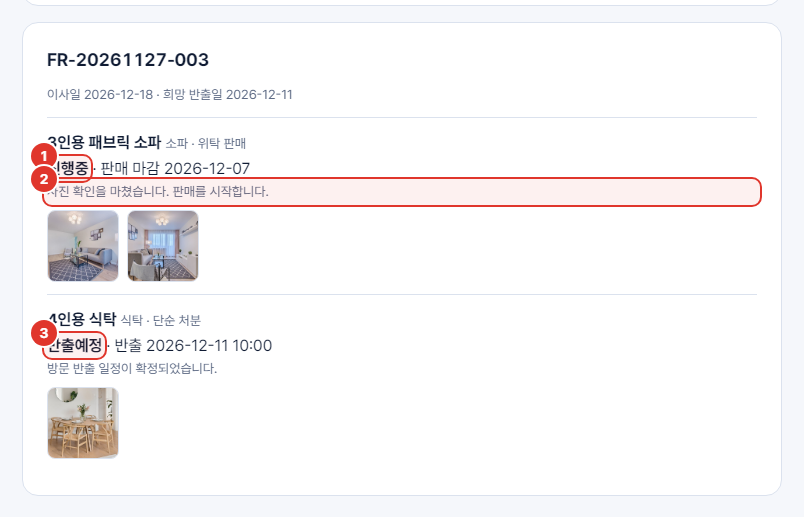 FR-20261127-003
이사일 2026-12-18 · 희망 반출일 2026-12-11
3인용 패브릭 소파 소파 · 위탁 판매
1
진행중 · 판매 마감 2026-12-07
2
사진 확인을 마쳤습니다. 판매를 시작합니다.
4인용 식탁 식탁 · 단순 처분
3
반출예정 · 반출 2026-12-11 10:00
방문 반출 일정이 확정되었습니다.